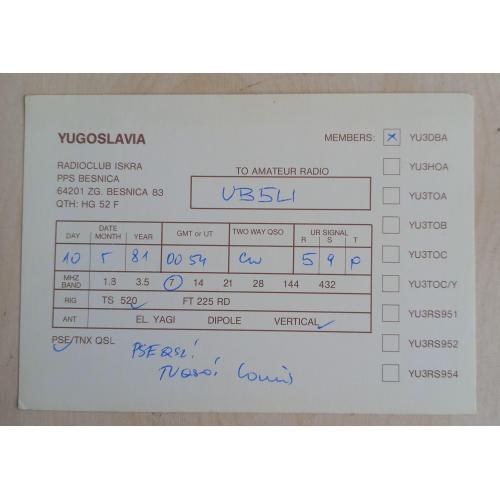 YUGOSLAVIA
MEMBERS: x YU3DBA
RADIOCLUB ISKRA
PPS BESNICA
64201 ZG. BESNICA 83
QTH: HG 52 F
TO AMATEUR RADIO
UB5LI
YU3HOA
YU3TOA
YU3TOB
YU3TOC
YU3TOC/Y
YU3RS951
YU3RS952
YU3RS954
DATE
DAY MONTH YEAR
GMT or UT
TWO WAY QSO
UR SIGNAL
R S T
10 5 81 0054 CW 5 9 P
MHZ
BAND
1.8 3.5 7 14 21 28 144 432
RIG TS 520 FT 225 RD
ANT EL. YAGI DIPOLE VERTICAL
PSE/TNX QSL
PSE QSL!
TU QSO!